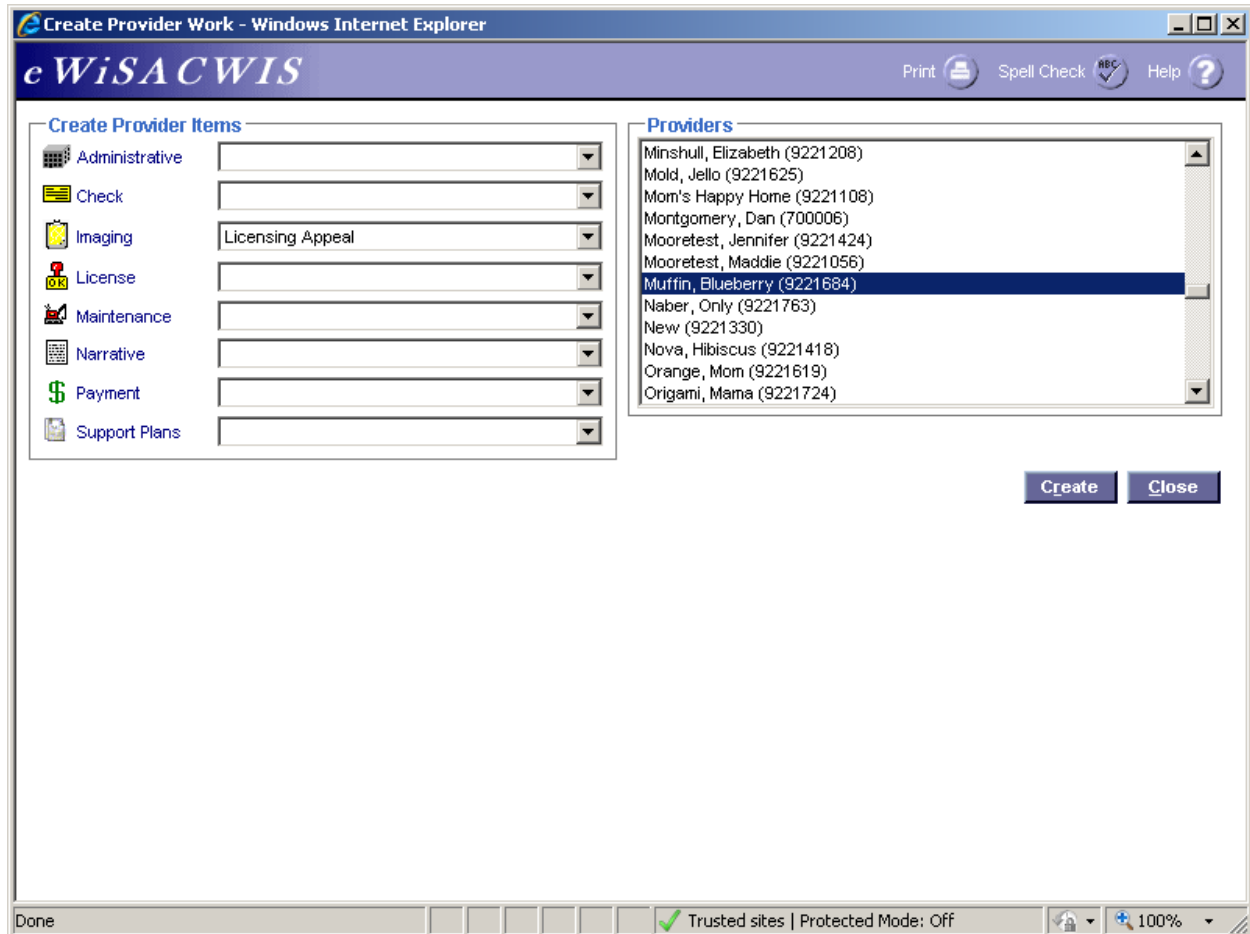 Create Provider Work - Windows Internet Explorer
eWiSACWIS
Print Spell Check ABC Help ?
Create Provider Items
Administrative
Check
Imaging Licensing Appeal
OK License
Maintenance
Narrative
$ Payment
Support Plans
Providers
Minshull, Elizabeth (9221208)
Mold, Jello (9221625)
Mom's Happy Home (9221108)
Montgomery, Dan (700006)
Mooretest, Jennifer (9221424)
Mooretest, Maddie (9221056)
Muffin, Blueberry (9221684)
Naber, Only (9221763)
New (9221330)
Nova, Hibiscus (9221418)
Orange, Mom (9221619)
Origami, Mama (9221724)
Create Close
Done Trusted sites | Protected Mode: Off 100%